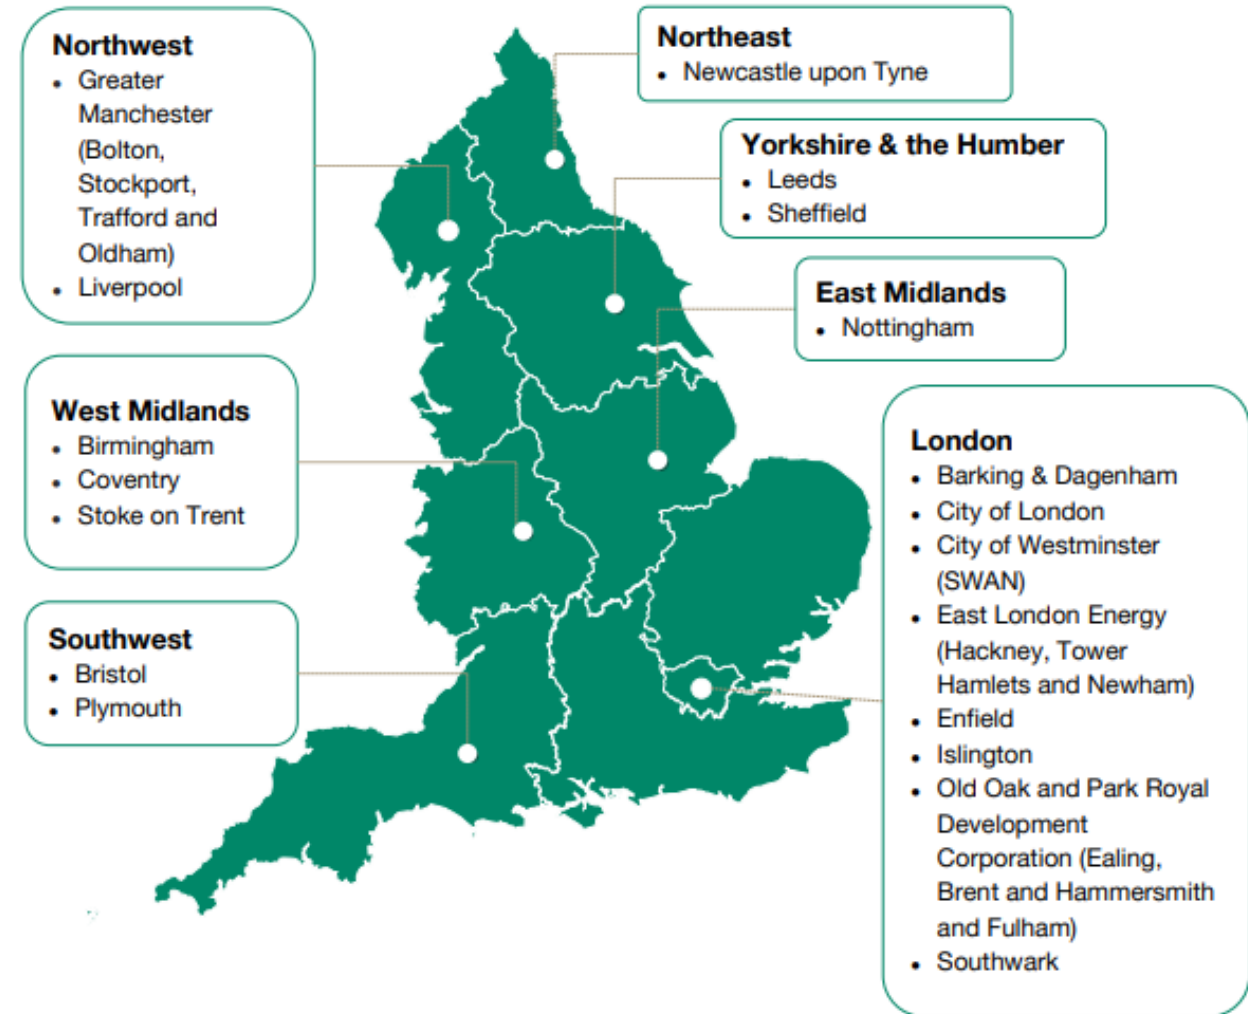 Northwest
• Greater
Manchester
(Bolton,
Stockport,
Trafford and
Oldham)
• Liverpool
Northeast
• Newcastle upon Tyne
Yorkshire & the Humber
• Leeds
• Sheffield
East Midlands
• Nottingham
West Midlands
• Birmingham
• Coventry
• Stoke on Trent
London
• Barking & Dagenham
• City of London
• City of Westminster
(SWAN)
• East London Energy
(Hackney, Tower
Hamlets and Newham)
• Enfield
• Islington
• Old Oak and Park Royal
Development
Corporation (Ealing,
Brent and Hammersmith
and Fulham)
• Southwark
Southwest
• Bristol
• Plymouth